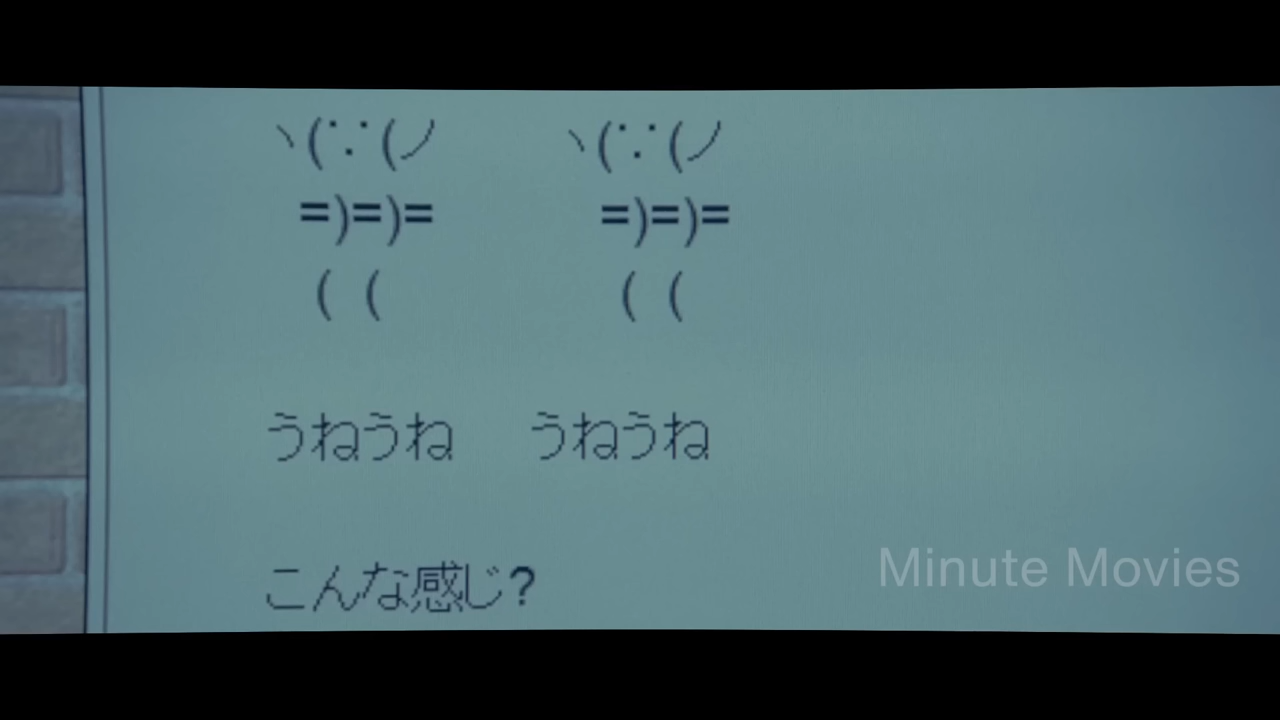 ヽ(∵(ノ ヽ(∵(ノ
=)=)= =)=)=
( ( ( (
うねうね うねうね
こんな感じ?
Minute Movies